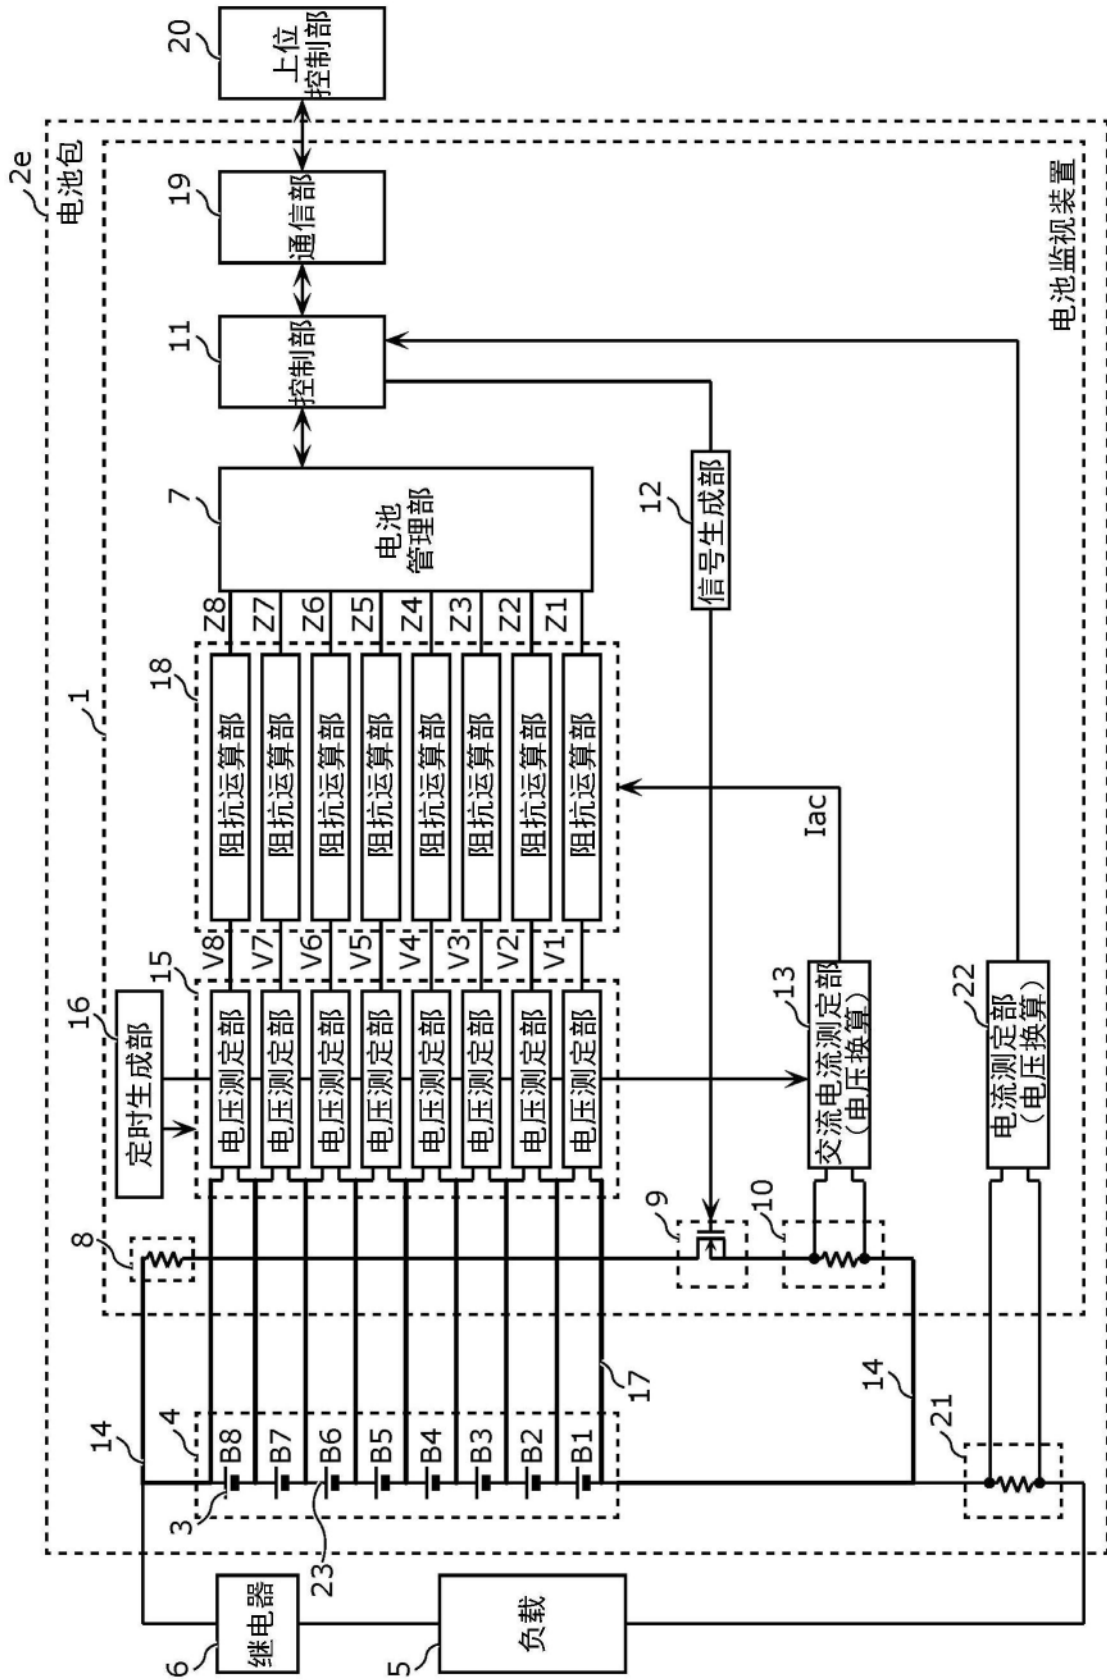 2e
电池包
14
8
16
定时生成部
1
6
继电器
4
15
18
7
11
19
20
3
B8
电压测定部
V8
阻抗运算部
Z8
B7
电压测定部
V7
阻抗运算部
Z7
B6
电压测定部
V6
阻抗运算部
Z6
B5
电压测定部
V5
阻抗运算部
Z5
B4
电压测定部
V4
阻抗运算部
Z4
B3
电压测定部
V3
阻抗运算部
Z3
B2
电压测定部
V2
阻抗运算部
Z2
B1
电压测定部
V1
阻抗运算部
Z1
电池
管理部
控制部
通信部
上位
控制部
23
17
5
负载
9
12
信号生成部
10
13
交流电流测定部
（电压换算）
Iac
14
21
22
电流测定部
（电压换算）
电池监视装置